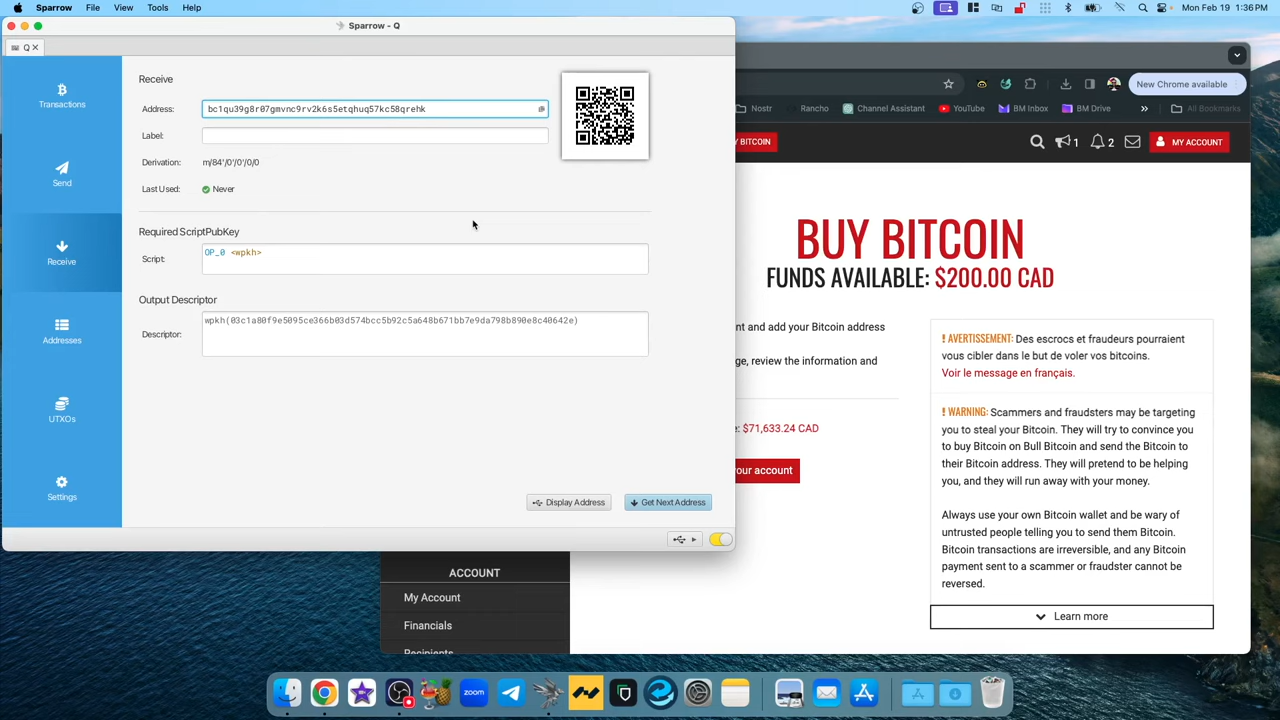 Sparrow File View Tools Help
Mon Feb 19 1:36 PM
Sparrow - Q
Q
Transactions
Send
Receive
Addresses
UTXOs
Settings
Receive
Address: bc1qu39g8r07gmvnc9rv2k6s5etqhuq57kc58qrehk
Label:
Derivation: m/84'/0'/0'/0/0
Last Used: Never
Required ScriptPubKey
Script: OP_0 <wpkh>
Output Descriptor
Descriptor: wpkh(03c1a80f9e5095ce366b03d574bcc5b92c5a648b671bb7e9da798b890e8c40642e)
Display Address
Get Next Address
New Chrome available
Nostr Rancho Channel Assistant YouTube BM Inbox BM Drive » All Bookmarks
Y BITCOIN
1 2 MY ACCOUNT
BUY BITCOIN
FUNDS AVAILABLE: $200.00 CAD
nt and add your Bitcoin address
ge, review the information and
e: $71,633.24 CAD
your account
! AVERTISSEMENT: Des escrocs et fraudeurs pourraient
vous cibler dans le but de voler vos bitcoins.
Voir le message en français.
! WARNING: Scammers and fraudsters may be targeting
you to steal your Bitcoin. They will try to convince you
to buy Bitcoin on Bull Bitcoin and send the Bitcoin to
their Bitcoin address. They will pretend to be helping
you, and they will run away with your money.
Always use your own Bitcoin wallet and be wary of
untrusted people telling you to send them Bitcoin.
Bitcoin transactions are irreversible, and any Bitcoin
payment sent to a scammer or fraudster cannot be
reversed.
Learn more
ACCOUNT
My Account
Financials
Recipients
zoom